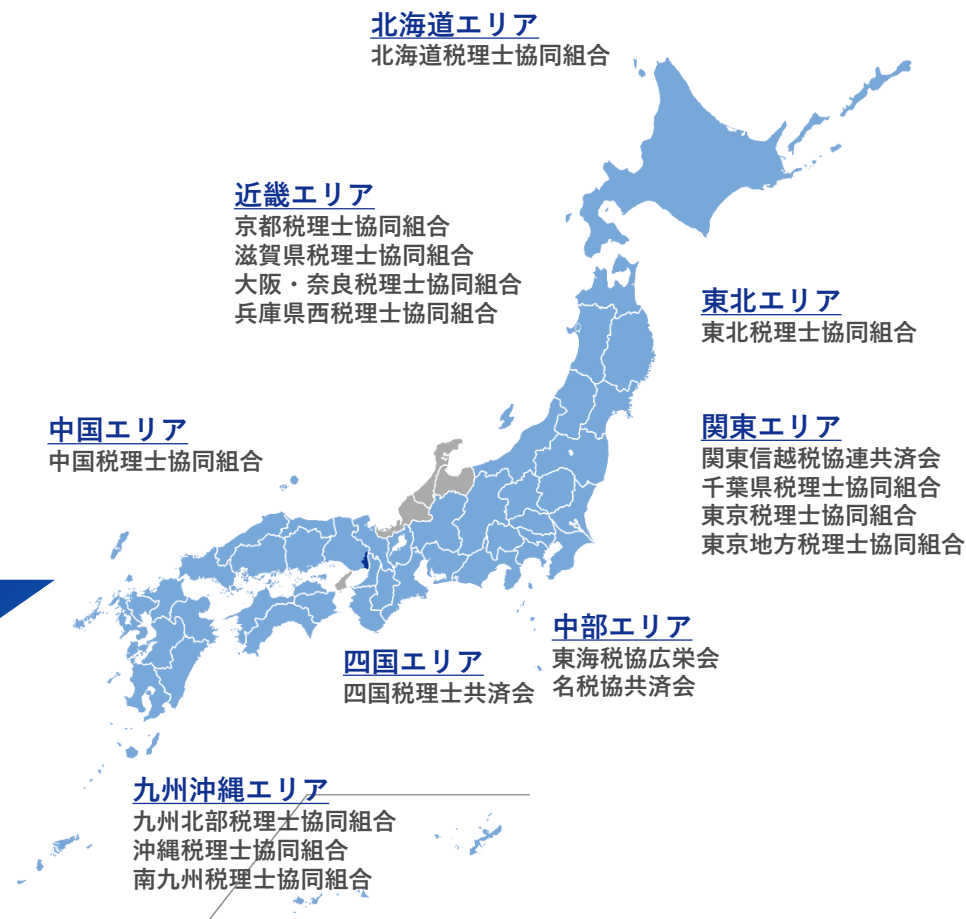 北海道エリア
北海道税理士協同組合
近畿エリア
京都税理士協同組合
滋賀県税理士協同組合
大阪・奈良税理士協同組合
兵庫県西税理士協同組合
東北エリア
東北税理士協同組合
中国エリア
中国税理士協同組合
関東エリア
関東信越税協連共済会
千葉県税理士協同組合
東京税理士協同組合
東京地方税理士協同組合
中部エリア
東海税協広栄会
名税協共済会
四国エリア
四国税理士共済会
九州沖縄エリア
九州北部税理士協同組合
沖縄税理士協同組合
南九州税理士協同組合